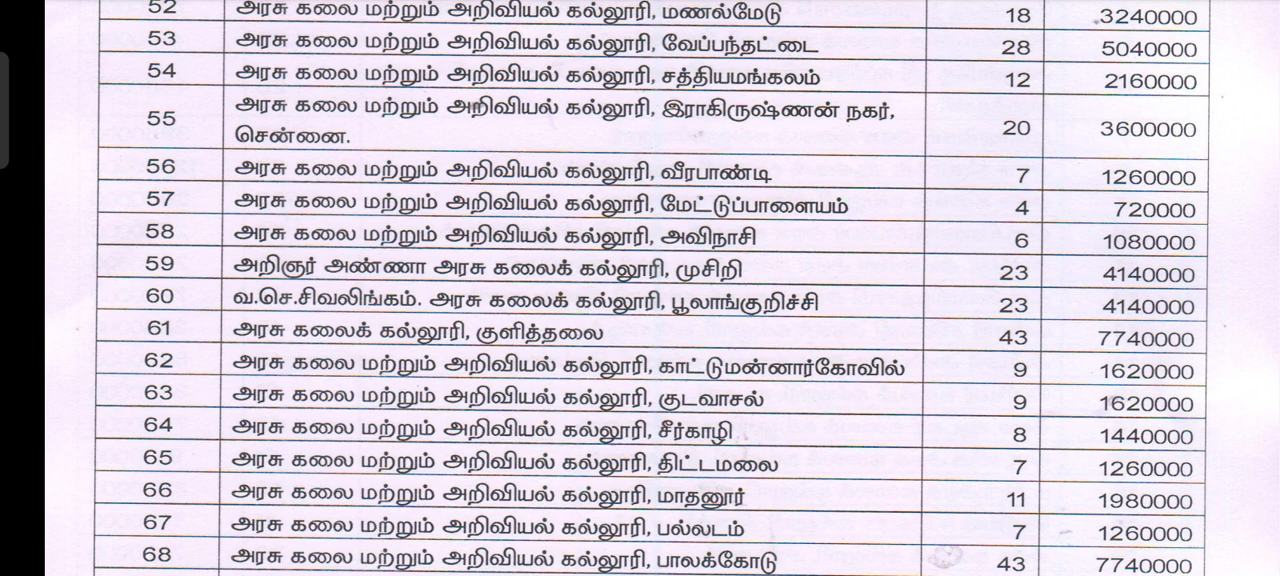 52 அரசு கலை மற்றும் அறிவியல் கல்லூரி, மணல்மேடு 18 3240000
53 அரசு கலை மற்றும் அறிவியல் கல்லூரி, வேப்பந்தட்டை 28 5040000
54 அரசு கலை மற்றும் அறிவியல் கல்லூரி, சத்தியமங்கலம் 12 2160000
55 அரசு கலை மற்றும் அறிவியல் கல்லூரி, இராகிருஷ்ணன் நகர், 20 3600000
சென்னை.
56 அரசு கலை மற்றும் அறிவியல் கல்லூரி, வீரபாண்டி 7 1260000
57 அரசு கலை மற்றும் அறிவியல் கல்லூரி, மேட்டுப்பாளையம் 4 720000
58 அரசு கலை மற்றும் அறிவியல் கல்லூரி, அவிநாசி 6 1080000
59 அறிஞர் அண்ணா அரசு கலைக் கல்லூரி, முசிறி 23 4140000
60 வ.செ.சிவலிங்கம். அரசு கலைக் கல்லூரி, பூலாங்குறிச்சி 23 4140000
61 அரசு கலைக் கல்லூரி, குளித்தலை 43 7740000
62 அரசு கலை மற்றும் அறிவியல் கல்லூரி, காட்டுமன்னார்கோவில் 9 1620000
63 அரசு கலை மற்றும் அறிவியல் கல்லூரி, குடவாசல் 9 1620000
64 அரசு கலை மற்றும் அறிவியல் கல்லூரி, சீர்காழி 8 1440000
65 அரசு கலை மற்றும் அறிவியல் கல்லூரி, திட்டமலை 7 1260000
66 அரசு கலை மற்றும் அறிவியல் கல்லூரி, மாதனூர் 11 1980000
67 அரசு கலை மற்றும் அறிவியல் கல்லூரி, பல்லடம் 7 1260000
68 அரசு கலை மற்றும் அறிவியல் கல்லூரி, பாலக்கோடு 43 7740000